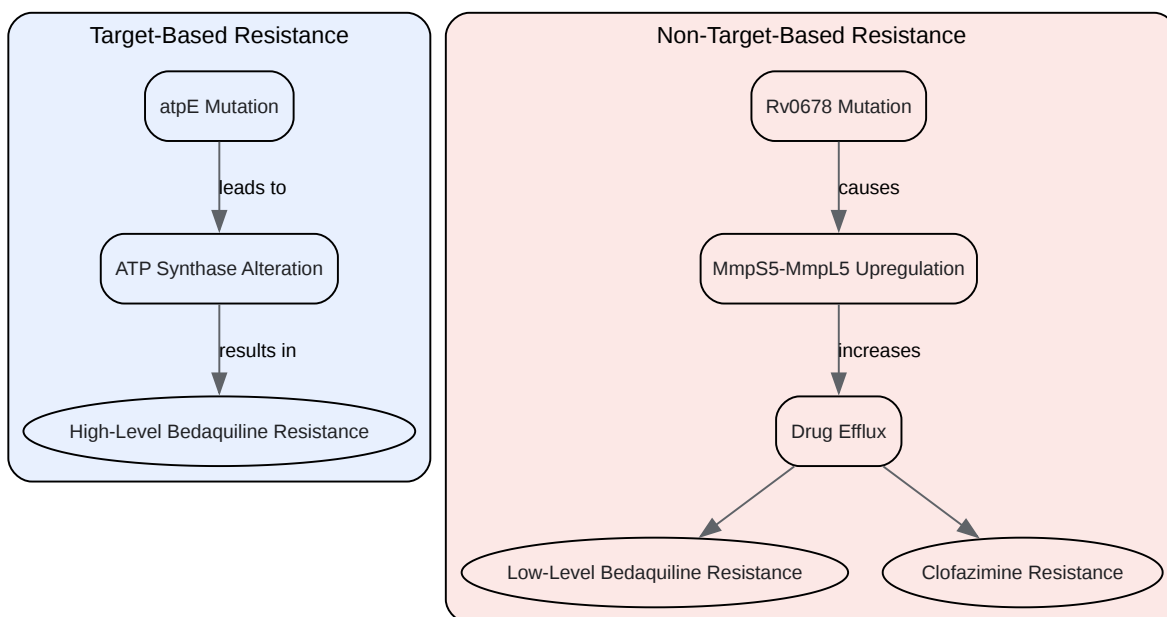 Target-Based Resistance
atpE Mutation
leads to
ATP Synthase Alteration
results in
High-Level Bedaquiline Resistance
Non-Target-Based Resistance
Rv0678 Mutation
causes
MmpS5-MmpL5 Upregulation
increases
Drug Efflux
Low-Level Bedaquiline Resistance
Clofazimine Resistance